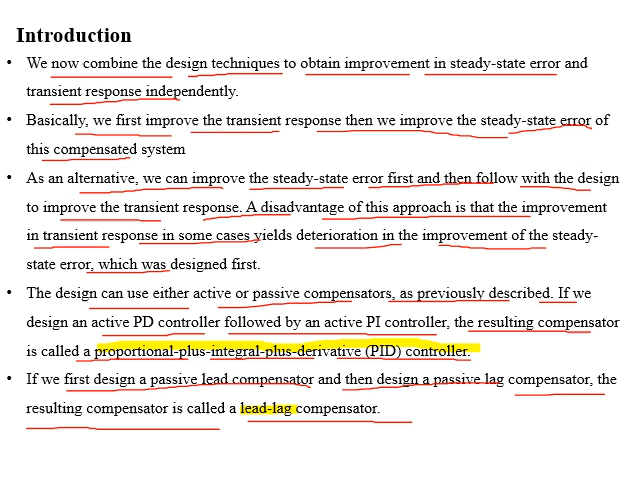 Introduction
• We now combine the design techniques to obtain improvement in steady-state error and
transient response independently.
• Basically, we first improve the transient response then we improve the steady-state error of
this compensated system
• As an alternative, we can improve the steady-state error first and then follow with the design
to improve the transient response. A disadvantage of this approach is that the improvement
in transient response in some cases yields deterioration in the improvement of the steady-
state error, which was designed first.
• The design can use either active or passive compensators, as previously described. If we
design an active PD controller followed by an active PI controller, the resulting compensator
is called a proportional-plus-integral-plus-derivative (PID) controller.
• If we first design a passive lead compensator and then design a passive lag compensator, the
resulting compensator is called a lead-lag compensator.